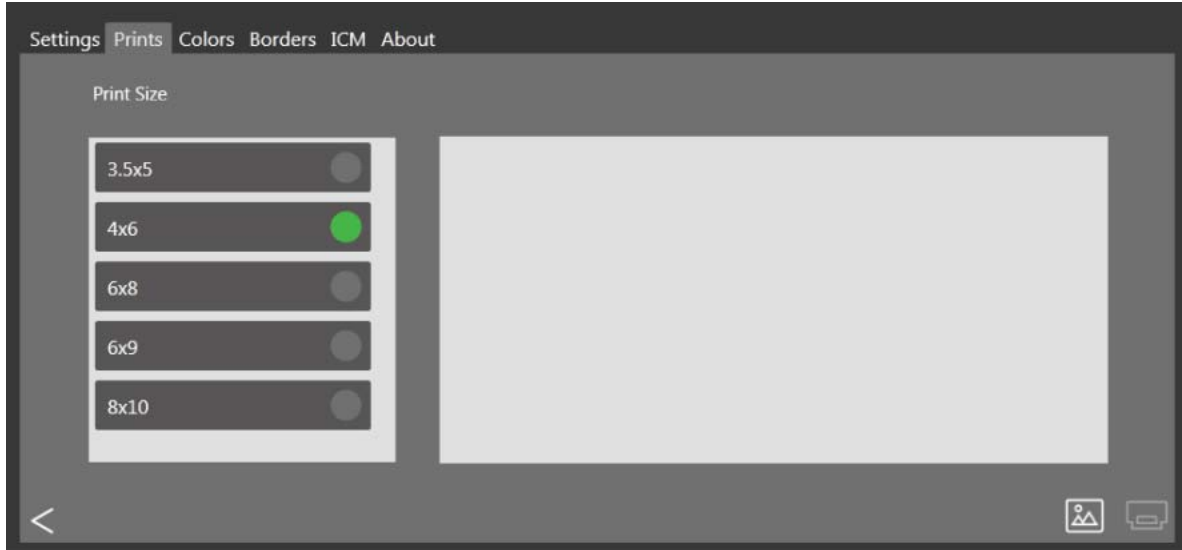 Settings Prints Colors Borders ICM About
Print Size
3.5x5
4x6
6x8
6x9
8x10